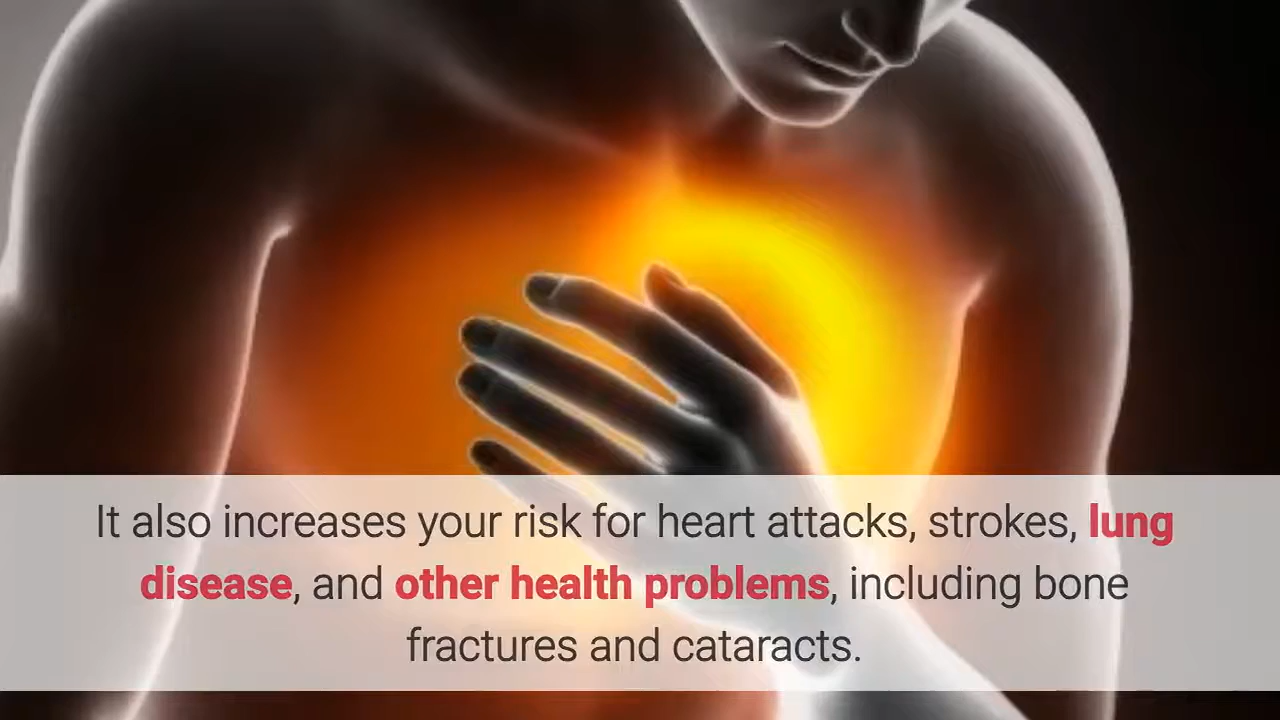 It also increases your risk for heart attacks, strokes, lung
disease, and other health problems, including bone
fractures and cataracts.